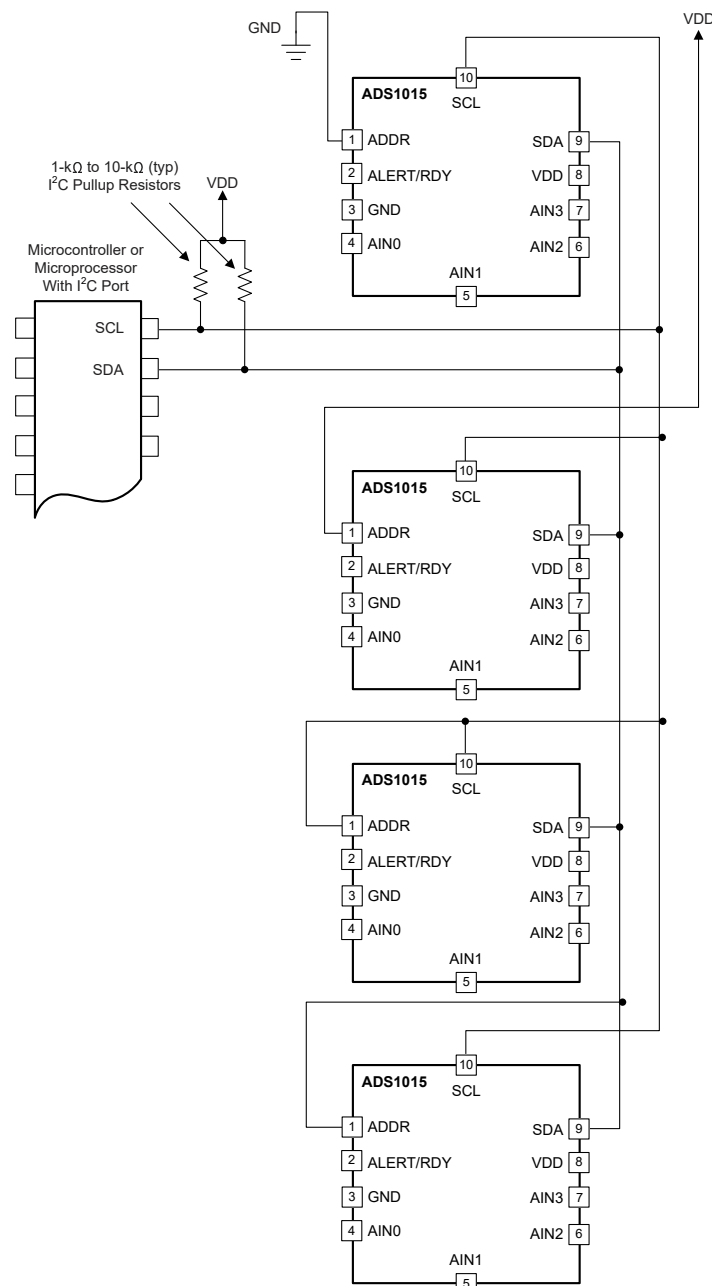 GND
VDD
1-kΩ to 10-kΩ (typ)
I²C Pullup Resistors
VDD
Microcontroller or
Microprocessor
With I²C Port
SCL
SDA
10
ADS1015
SCL
1 ADDR
SDA 9
2 ALERT/RDY
VDD 8
3 GND
AIN3 7
4 AIN0
AIN2 6
AIN1
5
10
ADS1015
SCL
1 ADDR
SDA 9
2 ALERT/RDY
VDD 8
3 GND
AIN3 7
4 AIN0
AIN2 6
AIN1
5
10
ADS1015
SCL
1 ADDR
SDA 9
2 ALERT/RDY
VDD 8
3 GND
AIN3 7
4 AIN0
AIN2 6
AIN1
5
10
ADS1015
SCL
1 ADDR
SDA 9
2 ALERT/RDY
VDD 8
3 GND
AIN3 7
4 AIN0
AIN2 6
AIN1
5